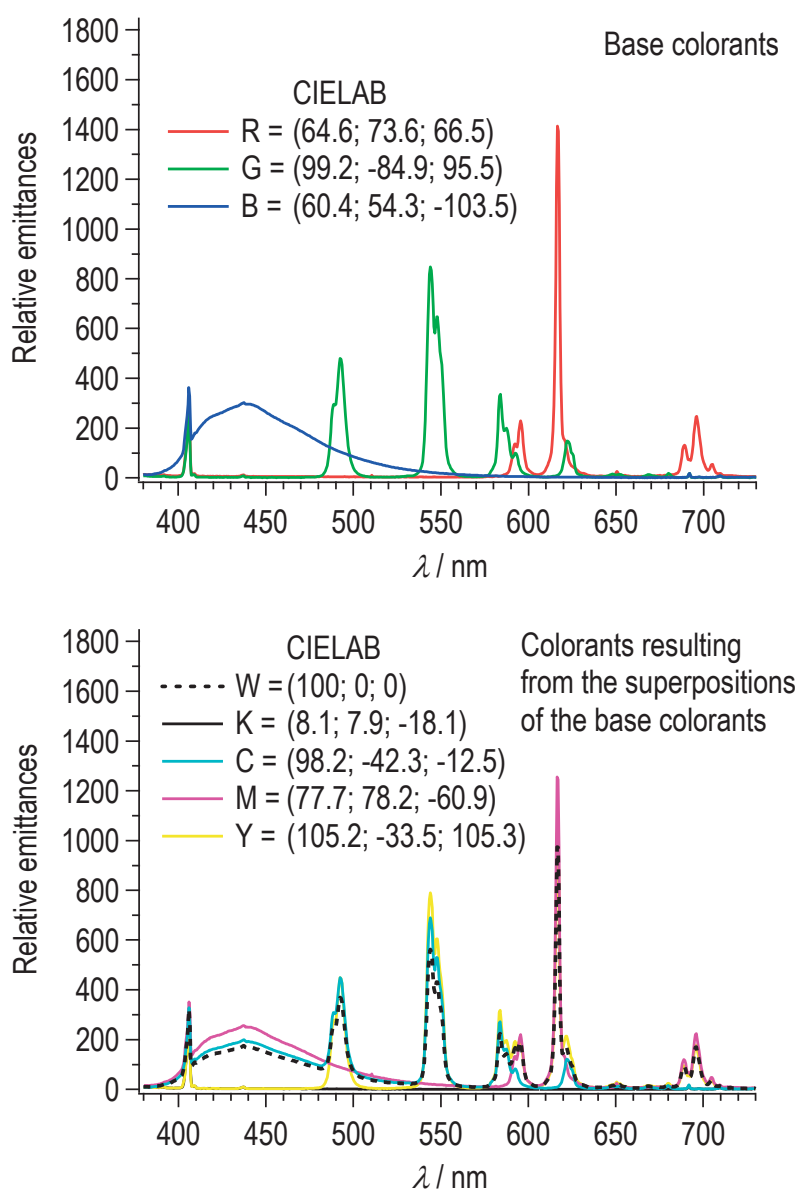 Base colorants
CIELAB
R = (64.6; 73.6; 66.5)
G = (99.2; -84.9; 95.5)
B = (60.4; 54.3; -103.5)
Relative emittances
1800
1600
1400
1200
1000
800
600
400
200
0
400 450 500 550 600 650 700
λ / nm
Colorants resulting
from the superpositions
of the base colorants
CIELAB
W = (100; 0; 0)
K = (8.1; 7.9; -18.1)
C = (98.2; -42.3; -12.5)
M = (77.7; 78.2; -60.9)
Y = (105.2; -33.5; 105.3)
Relative emittances
1800
1600
1400
1200
1000
800
600
400
200
0
400 450 500 550 600 650 700
λ / nm